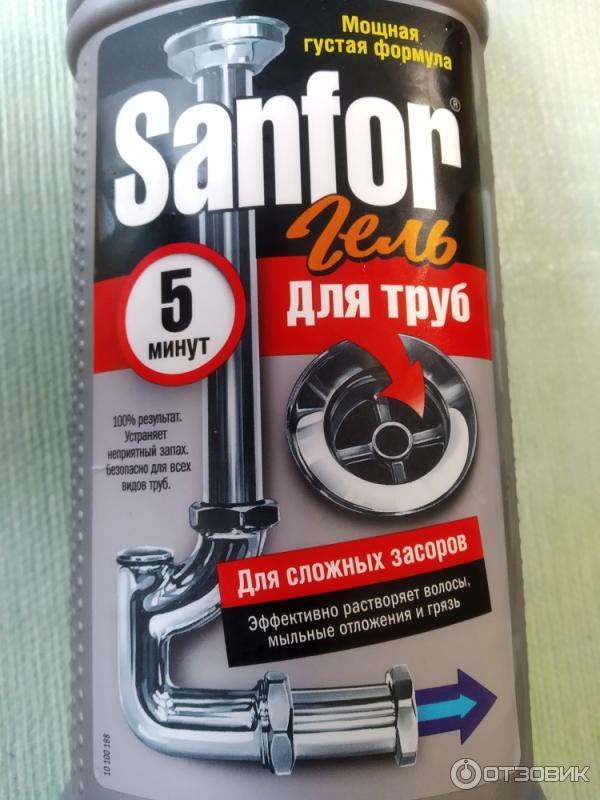 Мощная
густая формула
Sanfor®
Гель
Для труб
5
минут
100% результат.
Устраняет
неприятный запах.
Безопасно для всех
видов труб.
Для сложных засоров
Эффективно растворяет волосы,
мыльные отложения и грязь
10 100 188
ОТЗОВИК